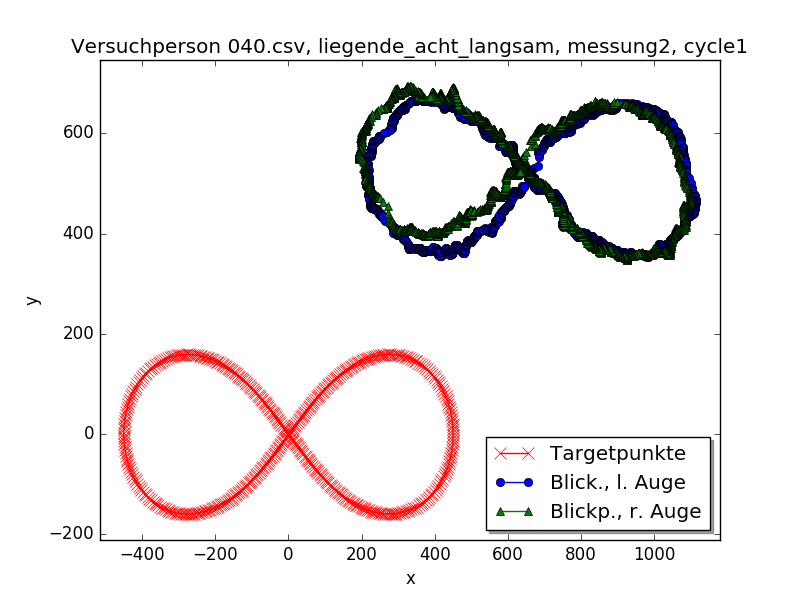 Versuchperson 040.csv, liegende_acht_langsam, messung2, cycle1
600
400
200
0
−200
y
−400 −200 0 200 400 600 800 1000
x
Targetpunkte
Blick., l. Auge
Blickp., r. Auge